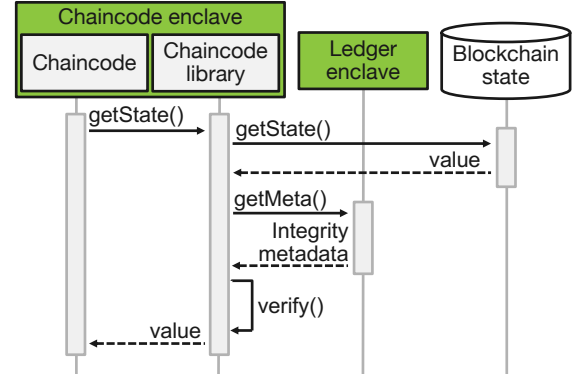 Chaincode enclave
Chaincode
Chaincode
library
Ledger
enclave
Blockchain
state
getState()
getState()
value
getMeta()
Integrity
metadata
verify()
value